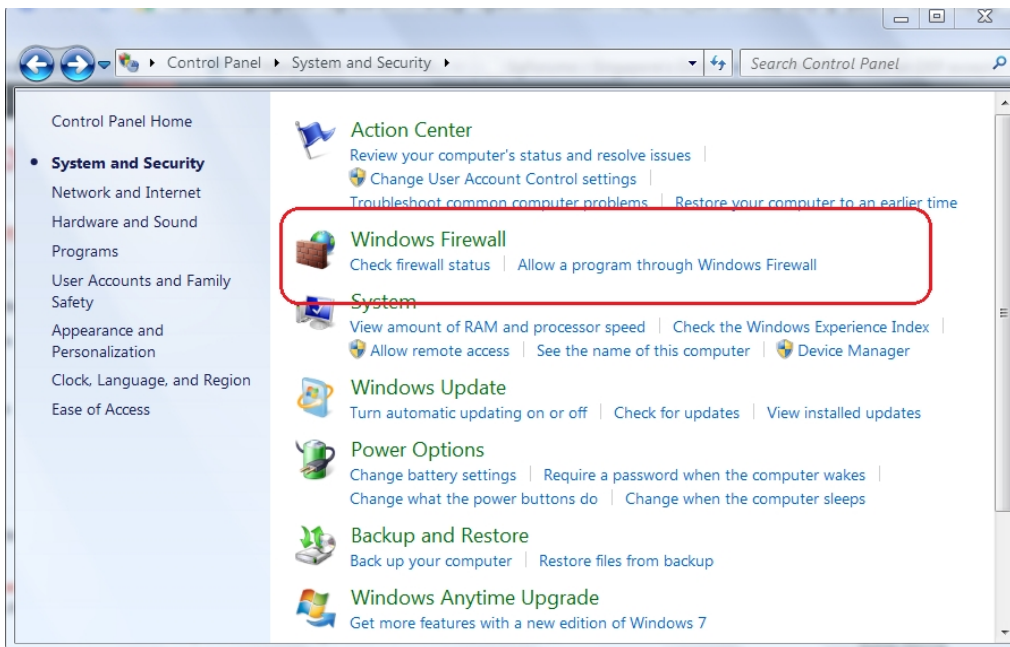 Control Panel ▸ System and Security ▸
Search Control Panel
Control Panel Home
System and Security
Network and Internet
Hardware and Sound
Programs
User Accounts and Family
Safety
Appearance and
Personalization
Clock, Language, and Region
Ease of Access
Action Center
Review your computer's status and resolve issues
Change User Account Control settings
Troubleshoot common computer problems Restore your computer to an earlier time
Windows Firewall
Check firewall status Allow a program through Windows Firewall
System
View amount of RAM and processor speed Check the Windows Experience Index
Allow remote access See the name of this computer Device Manager
Windows Update
Turn automatic updating on or off Check for updates View installed updates
Power Options
Change battery settings Require a password when the computer wakes
Change what the power buttons do Change when the computer sleeps
Backup and Restore
Back up your computer Restore files from backup
Windows Anytime Upgrade
Get more features with a new edition of Windows 7